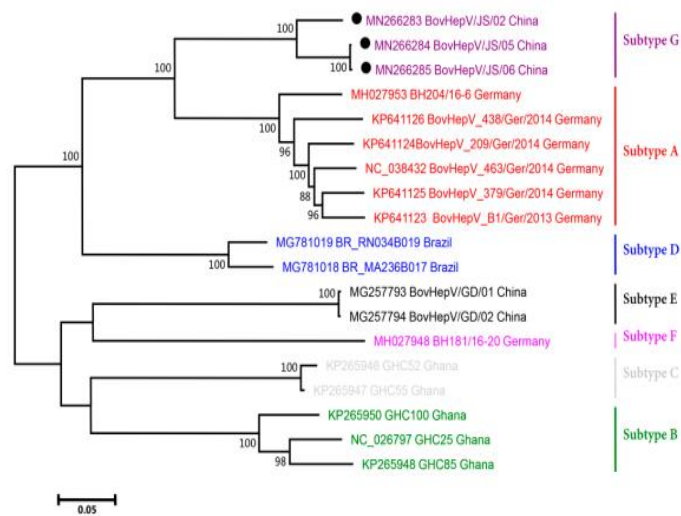 100
MN266283 BovHepV/JS/02 China
MN266284 BovHepV/JS/05 China
100
MN266285 BovHepV/JS/06 China
Subtype G
100
MH027953 BH204/16-6 Germany
100
KP641126 BovHepV_438/Ger/2014 Germany
96
KP641124BovHepV_209/Ger/2014 Germany
100
NC_038432 BovHepV_463/Ger/2014 Germany
88
KP641125 BovHepV_379/Ger/2014 Germany
96
KP641123 BovHepV_B1/Ger/2013 Germany
Subtype A
100
MG781019 BR_RN034B019 Brazil
100
MG781018 BR_MA236B017 Brazil
Subtype D
MG257793 BovHepV/GD/01 China
100
MG257794 BovHepV/GD/02 China
Subtype E
MH027948 BH181/16-20 Germany
Subtype F
100
KP265946 GHC52 Ghana
KP265947 GHC55 Ghana
Subtype C
KP265950 GHC100 Ghana
100
NC_026797 GHC25 Ghana
98
KP265948 GHC85 Ghana
Subtype B
0.05